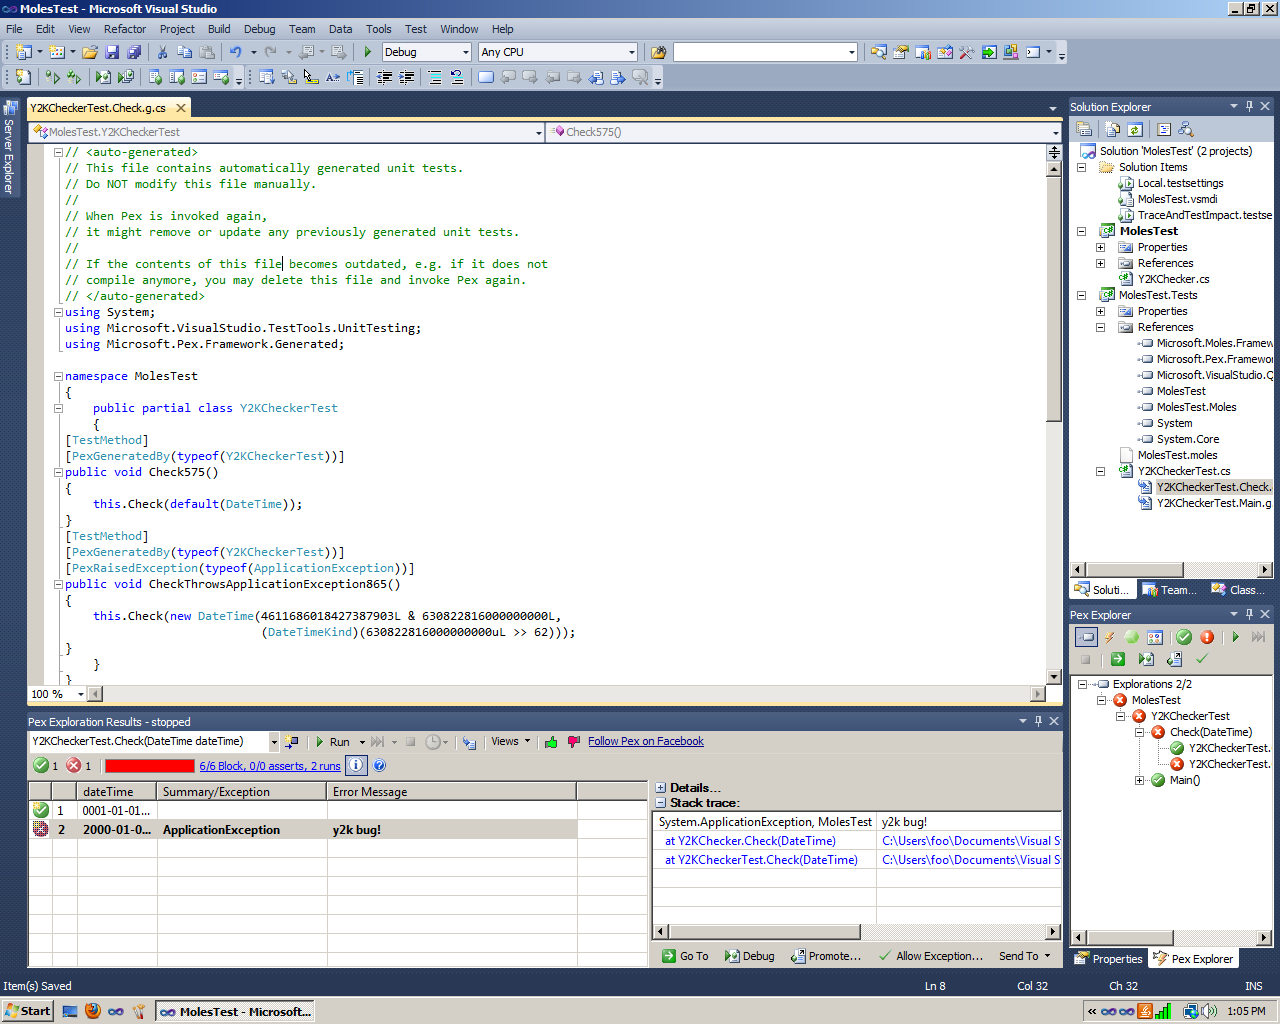 MolesTest - Microsoft Visual Studio
File Edit View Refactor Project Build Debug Team Data Tools Test Window Help
Debug Any CPU
Server Explorer
Y2KCheckerTest.Check.g.cs
MolesTest.Y2KCheckerTest Check575()
// <auto-generated>
// This file contains automatically generated unit tests.
// Do NOT modify this file manually.
//
// When Pex is invoked again,
// it might remove or update any previously generated unit tests.
//
// If the contents of this file becomes outdated, e.g. if it does not
// compile anymore, you may delete this file and invoke Pex again.
// </auto-generated>
using System;
using Microsoft.VisualStudio.TestTools.UnitTesting;
using Microsoft.Pex.Framework.Generated;
namespace MolesTest
{
public partial class Y2KCheckerTest
{
[TestMethod]
[PexGeneratedBy(typeof(Y2KCheckerTest))]
public void Check575()
{
this.Check(default(DateTime));
}
[TestMethod]
[PexGeneratedBy(typeof(Y2KCheckerTest))]
[PexRaisedException(typeof(ApplicationException))]
public void CheckThrowsApplicationException865()
{
this.Check(new DateTime(4611686018427387903L & 630822816000000000L,
(DateTimeKind)(630822816000000000uL >> 62)));
}
}
}
100 %
Solution Explorer
Solution 'MolesTest' (2 projects)
Solution Items
Local.testsettings
MolesTest.vsmdi
TraceAndTestImpact.testse
MolesTest
Properties
References
Y2KChecker.cs
MolesTest.Tests
Properties
References
Microsoft.Moles.Framew
Microsoft.Pex.Framewor
Microsoft.VisualStudio.Q
MolesTest
MolesTest.Moles
System
System.Core
MolesTest.moles
Y2KCheckerTest.cs
Y2KCheckerTest.Check.
Y2KCheckerTest.Main.g
Soluti... Team... Class...
Pex Explorer
Explorations 2/2
MolesTest
Y2KCheckerTest
Check(DateTime)
Y2KCheckerTest.
Y2KCheckerTest.
Main()
Properties Pex Explorer
Pex Exploration Results - stopped
Y2KCheckerTest.Check(DateTime dateTime) Run Views Follow Pex on Facebook
1 1 6/6 Block, 0/0 asserts, 2 runs
dateTime Summary/Exception Error Message
1 0001-01-01...
2 2000-01-0... ApplicationException y2k bug!
Details...
Stack trace:
System.ApplicationException, MolesTest y2k bug!
at Y2KChecker.Check(DateTime) C:\Users\foo\Documents\Visual S
at Y2KCheckerTest.Check(DateTime) C:\Users\foo\Documents\Visual S
Go To Debug Promote... Allow Exception... Send To
Item(s) Saved Ln 8 Col 32 Ch 32 INS
Start MolesTest - Microsoft... « 1:05 PM